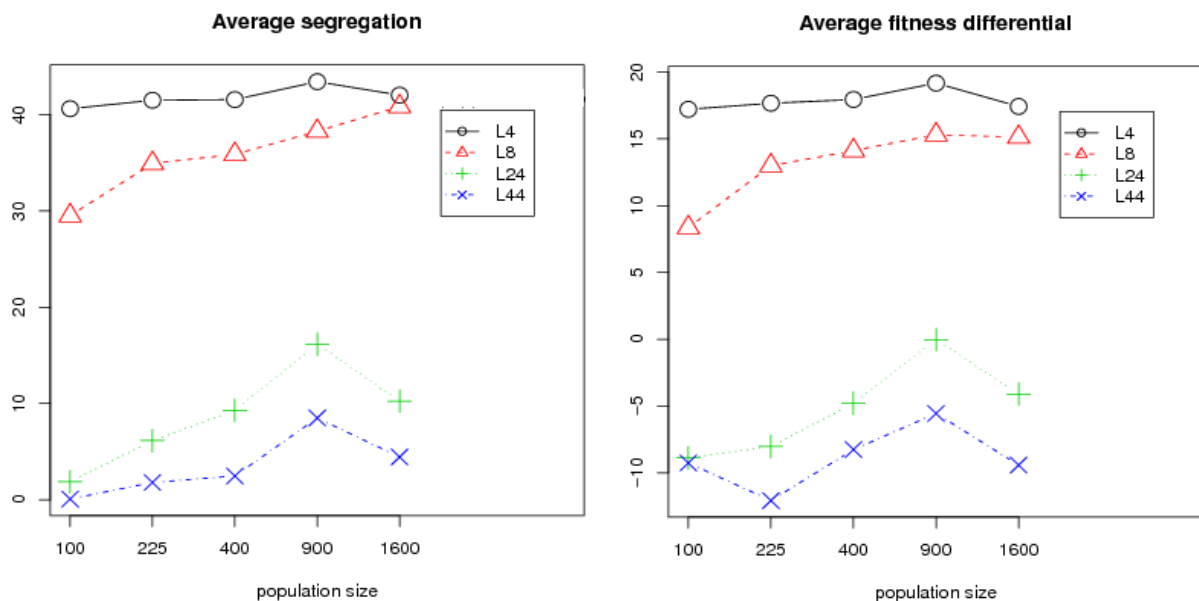 Average segregation
40
30
20
10
0
L4
L8
L24
L44
100 225 400 900 1600
population size
Average fitness differential
20
15
10
5
0
−5
−10
L4
L8
L24
L44
100 225 400 900 1600
population size